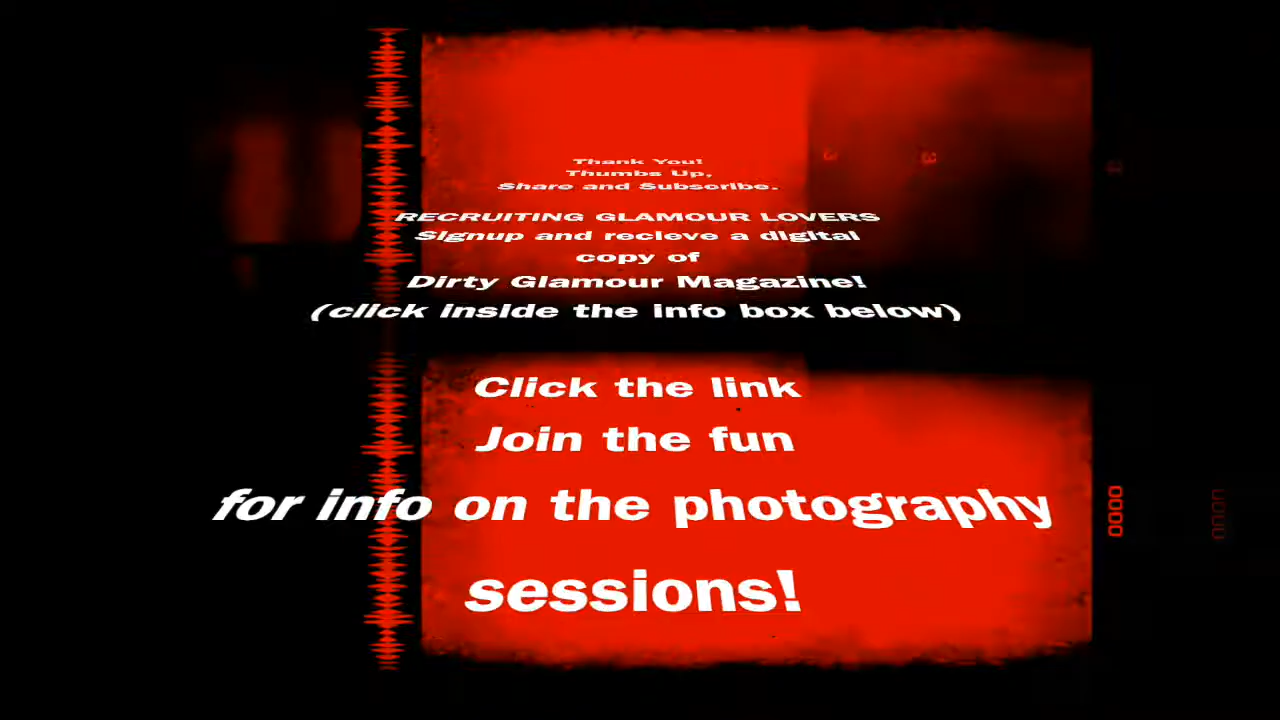 Thank You!
Thumbs Up,
Share and Subscribe.
RECRUITING GLAMOUR LOVERS
Signup and recieve a digital
copy of
Dirty Glamour Magazine!
(click inside the info box below)
Click the link
Join the fun
for info on the photography
sessions!
0000